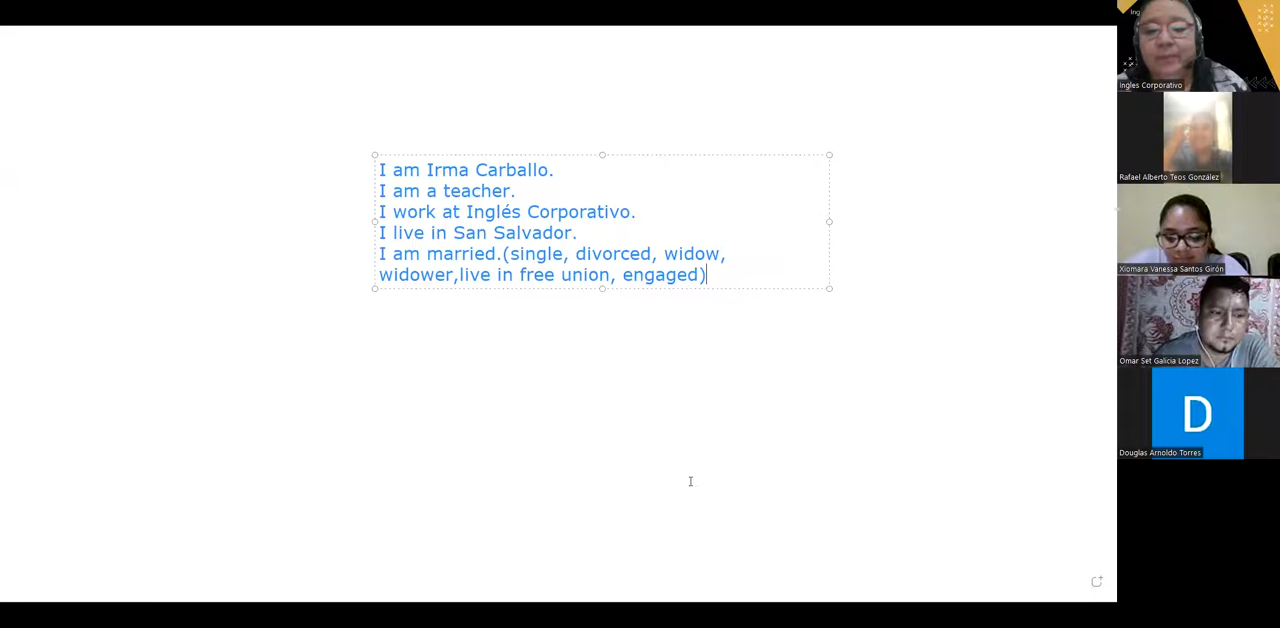 I am Irma Carballo.
I am a teacher.
I work at Inglés Corporativo.
I live in San Salvador.
I am married.(single, divorced, widow,
widower,live in free union, engaged)
Ing
Ingles Corporativo
Rafael Alberto Teos González
Xiomara Vanessa Santos Girón
Omar Set Galicia Lopez
D
Douglas Arnoldo Torres